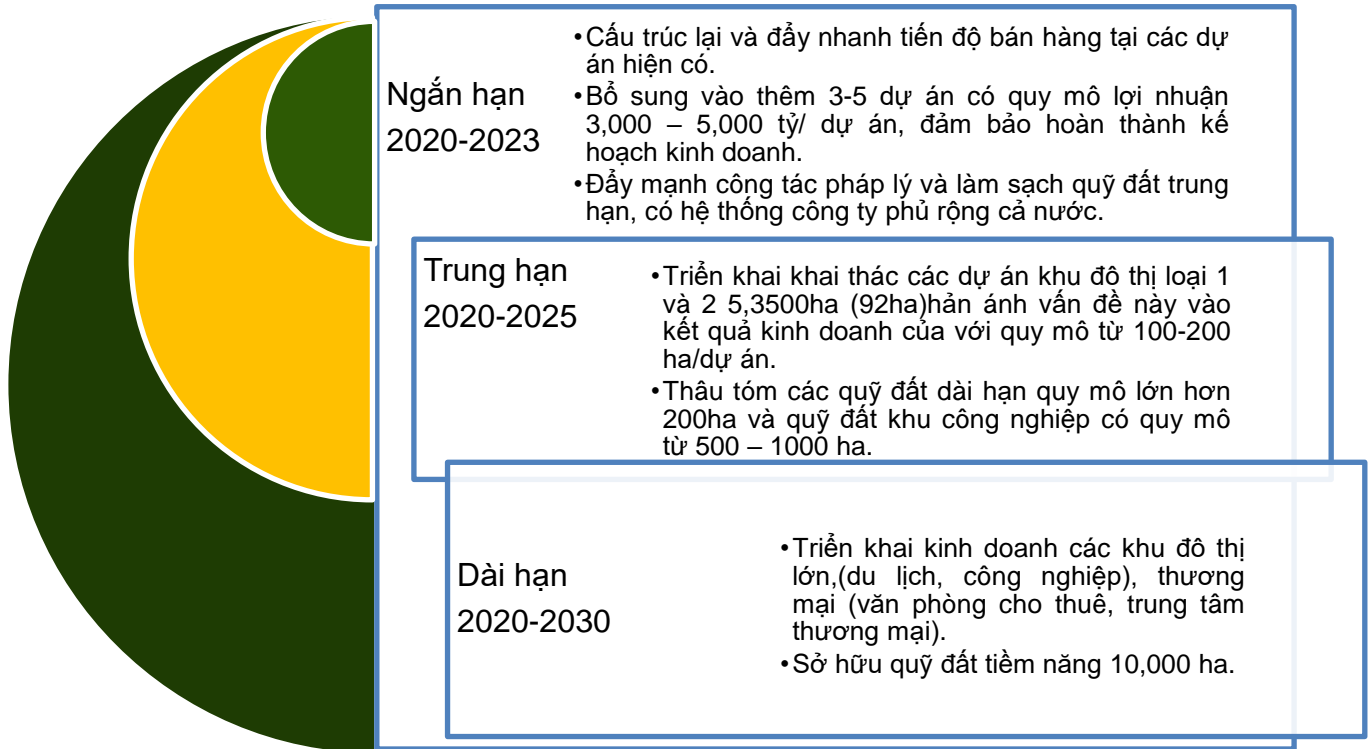 Ngắn hạn
2020-2023
•Cấu trúc lại và đẩy nhanh tiến độ bán hàng tại các dự
án hiện có.
•Bổ sung vào thêm 3-5 dự án có quy mô lợi nhuận
3,000 – 5,000 tỷ/ dự án, đảm bảo hoàn thành kế
hoạch kinh doanh.
•Đẩy mạnh công tác pháp lý và làm sạch quỹ đất trung
hạn, có hệ thống công ty phủ rộng cả nước.
Trung hạn
2020-2025
•Triển khai khai thác các dự án khu đô thị loại 1
và 2 5,3500ha (92ha)hản ánh vấn đề này vào
kết quả kinh doanh của với quy mô từ 100-200
ha/dự án.
•Thâu tóm các quỹ đất dài hạn quy mô lớn hơn
200ha và quỹ đất khu công nghiệp có quy mô
từ 500 – 1000 ha.
Dài hạn
2020-2030
•Triển khai kinh doanh các khu đô thị
lớn,(du lịch, công nghiệp), thương
mại (văn phòng cho thuê, trung tâm
thương mại).
•Sở hữu quỹ đất tiềm năng 10,000 ha.